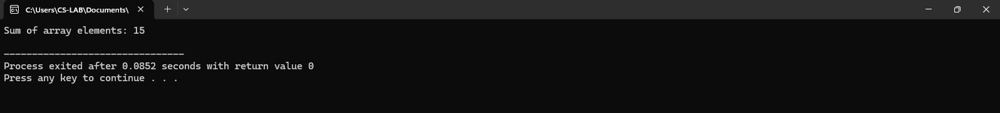 C:\Users\CS-LAB\Documents\
Sum of array elements: 15
--------------------------------
Process exited after 0.0852 seconds with return value 0
Press any key to continue . . .